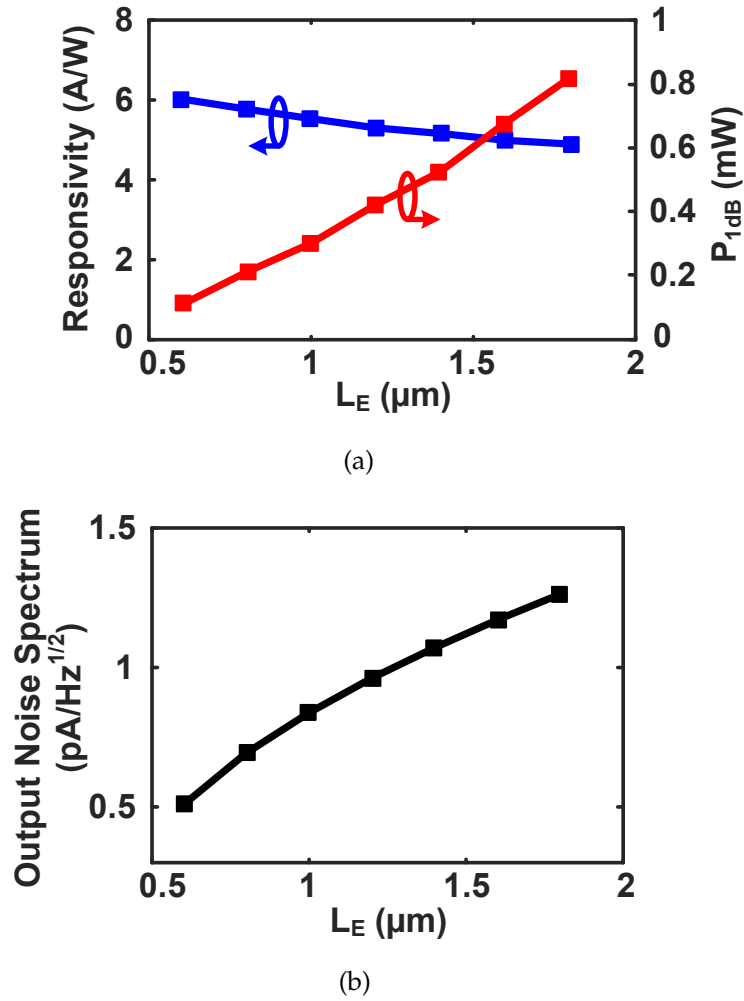 8
6
4
2
0
Responsivity (A/W)
1
0.8
0.6
0.4
0.2
0
P1dB (mW)
0.5
1
1.5
2
LE (µm)
(a)
1.5
1
0.5
Output Noise Spectrum
(pA/Hz1/2)
0.5
1
1.5
2
LE (µm)
(b)